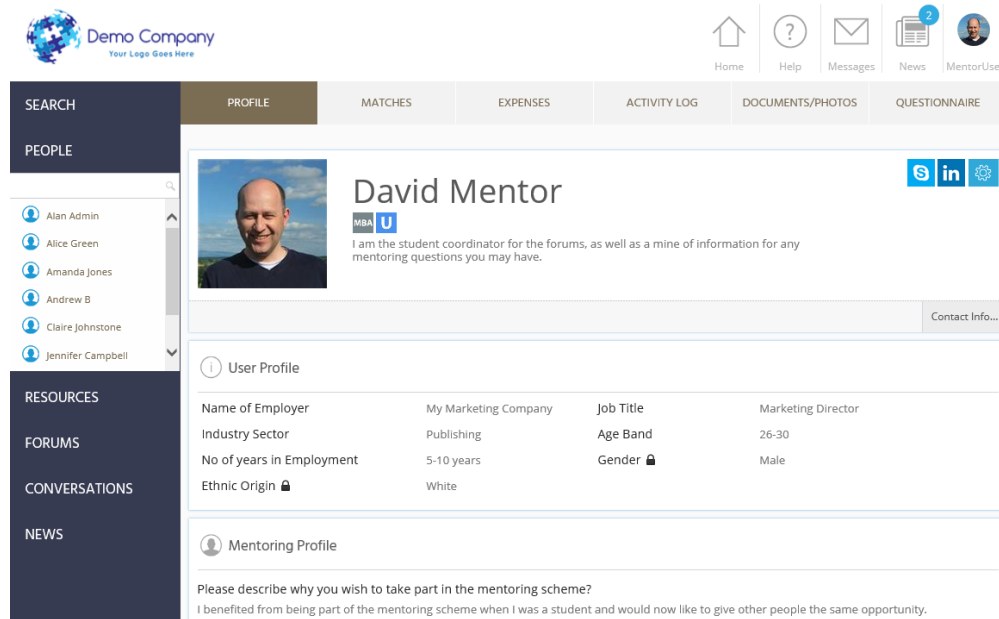 Demo Company
Your Logo Goes Here
Home
Help
Messages
2
News
MentorUse
SEARCH
PEOPLE
Alan Admin
Alice Green
Amanda Jones
Andrew B
Claire Johnstone
Jennifer Campbell
RESOURCES
FORUMS
CONVERSATIONS
NEWS
PROFILE MATCHES EXPENSES ACTIVITY LOG DOCUMENTS/PHOTOS QUESTIONNAIRE
David Mentor
MBA U
I am the student coordinator for the forums, as well as a mine of information for any
mentoring questions you may have.
S in
Contact Info...
User Profile
Name of Employer My Marketing Company Job Title Marketing Director
Industry Sector Publishing Age Band 26-30
No of years in Employment 5-10 years Gender Male
Ethnic Origin White
Mentoring Profile
Please describe why you wish to take part in the mentoring scheme?
I benefited from being part of the mentoring scheme when I was a student and would now like to give other people the same opportunity.